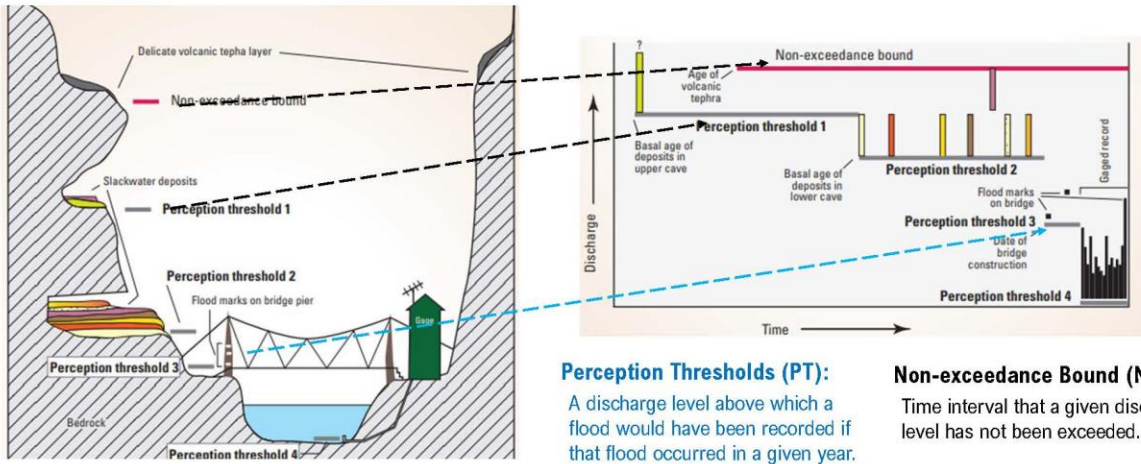 Delicate volcanic tepha layer
Non-exceedance bound
Slackwater deposits
Perception threshold 1
Perception threshold 2
Flood marks on bridge pier
Gage
Perception threshold 3
Bedrock
Perception threshold 4
?
Non-exceedance bound
Age of
volcanic
tephra
Perception threshold 1
Basal age of
deposits in
upper cave
Basal age of
deposits in
lower cave
Perception threshold 2
Gaged record
Flood marks
on bridge
Perception threshold 3
Date of
bridge
construction
Perception threshold 4
Discharge
Time
Perception Thresholds (PT):
A discharge level above which a
flood would have been recorded if
that flood occurred in a given year.
Non-exceedance Bound (
Time interval that a given
level has not been exceeded.